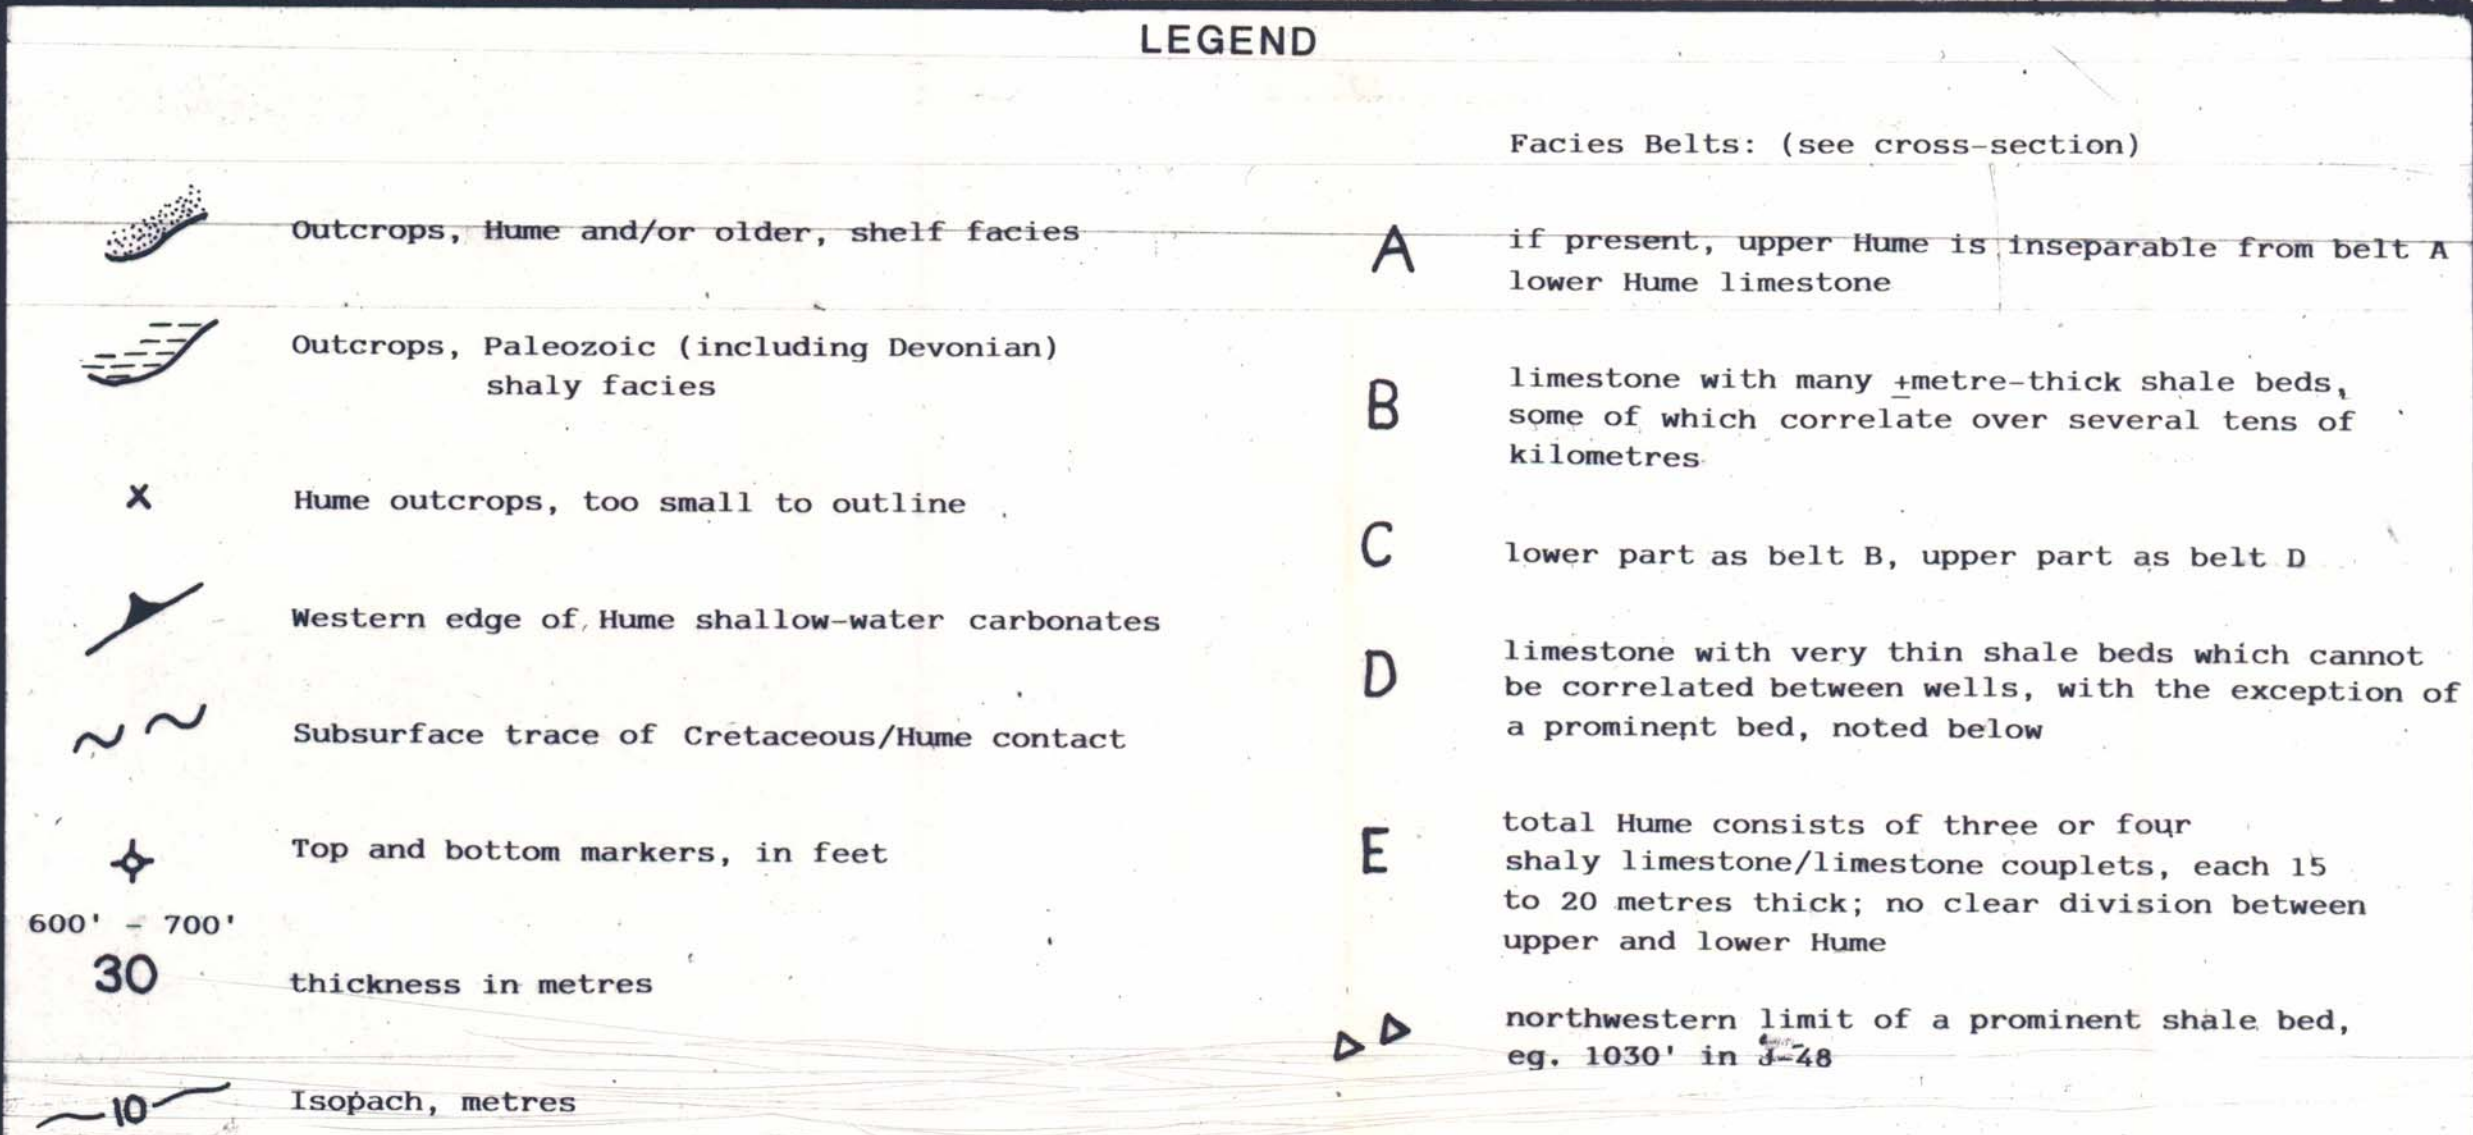 LEGEND
Outcrops, Hume and/or older, shelf facies
Outcrops, Paleozoic (including Devonian)
shaly facies
x Hume outcrops, too small to outline
Western edge of Hume shallow-water carbonates
Subsurface trace of Cretaceous/Hume contact
Top and bottom markers, in feet
600' - 700'
30 thickness in metres
10 Isopach, metres
Facies Belts: (see cross-section)
A if present, upper Hume is inseparable from belt A
lower Hume limestone
B limestone with many ±metre-thick shale beds,
some of which correlate over several tens of
kilometres
C lower part as belt B, upper part as belt D
D limestone with very thin shale beds which cannot
be correlated between wells, with the exception of
a prominent bed, noted below
E total Hume consists of three or four
shaly limestone/limestone couplets, each 15
to 20 metres thick; no clear division between
upper and lower Hume
northwestern limit of a prominent shale bed,
eg. 1030' in